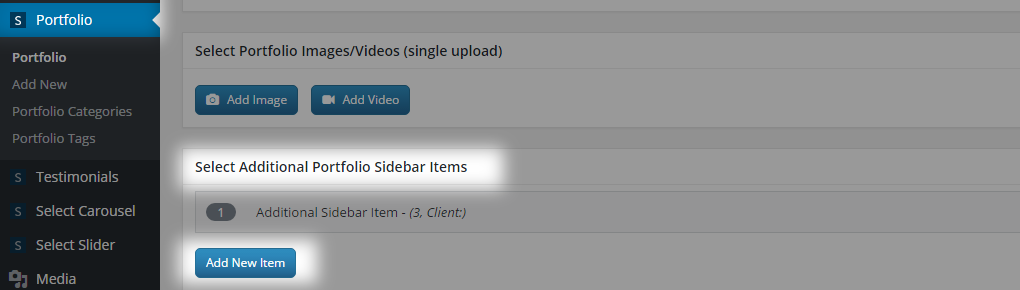 S Portfolio
Portfolio
Add New
Portfolio Categories
Portfolio Tags
S Testimonials
S Select Carousel
S Select Slider
Media
Select Portfolio Images/Videos (single upload)
Add Image
Add Video
Select Additional Portfolio Sidebar Items
1 Additional Sidebar Item - (3, Client:)
Add New Item